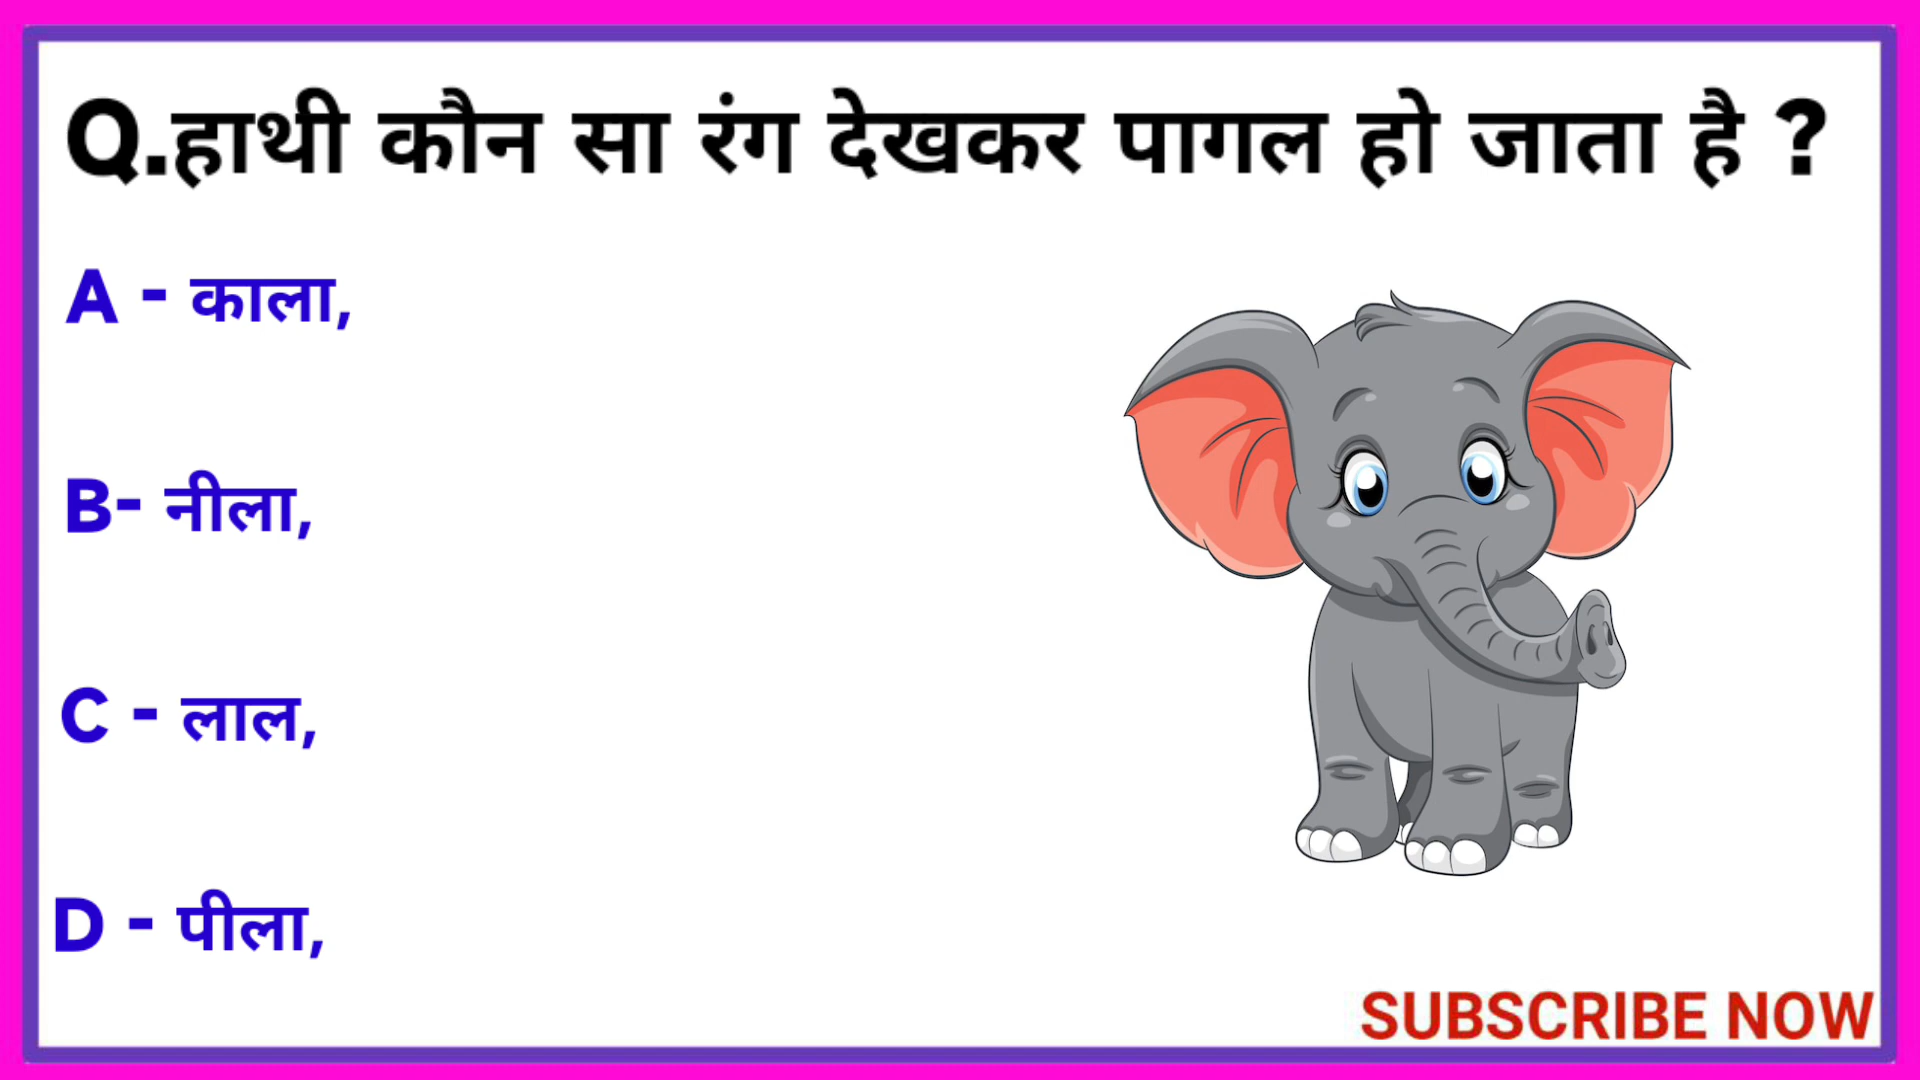 Q.हाथी कौन सा रंग देखकर पागल हो जाता है ?
A - काला,
B- नीला,
C - लाल,
D - पीला,
SUBSCRIBE NOW